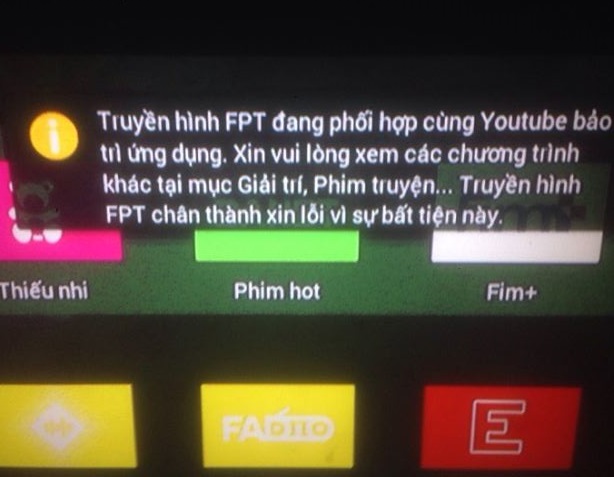 Truyền hình FPT đang phối hợp cùng Youtube bảo
trì ứng dụng. Xin vui lòng xem các chương trình
khác tại mục Giải trí, Phim truyện... Truyền hình
FPT chân thành xin lỗi vì sự bất tiện này.
Thiếu nhi
Phim hot
Fim+
E